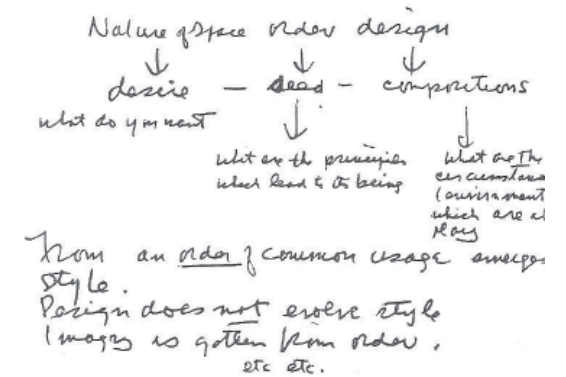 Nature of Space order design
desire — seed — compositions
what do you want
what are the principles
which lead to its being
what are the
circumstances
(environment
which are at
play
From an order of common usage emerges
style.
Design does not evolve style
Image is gotten from order.
etc etc.